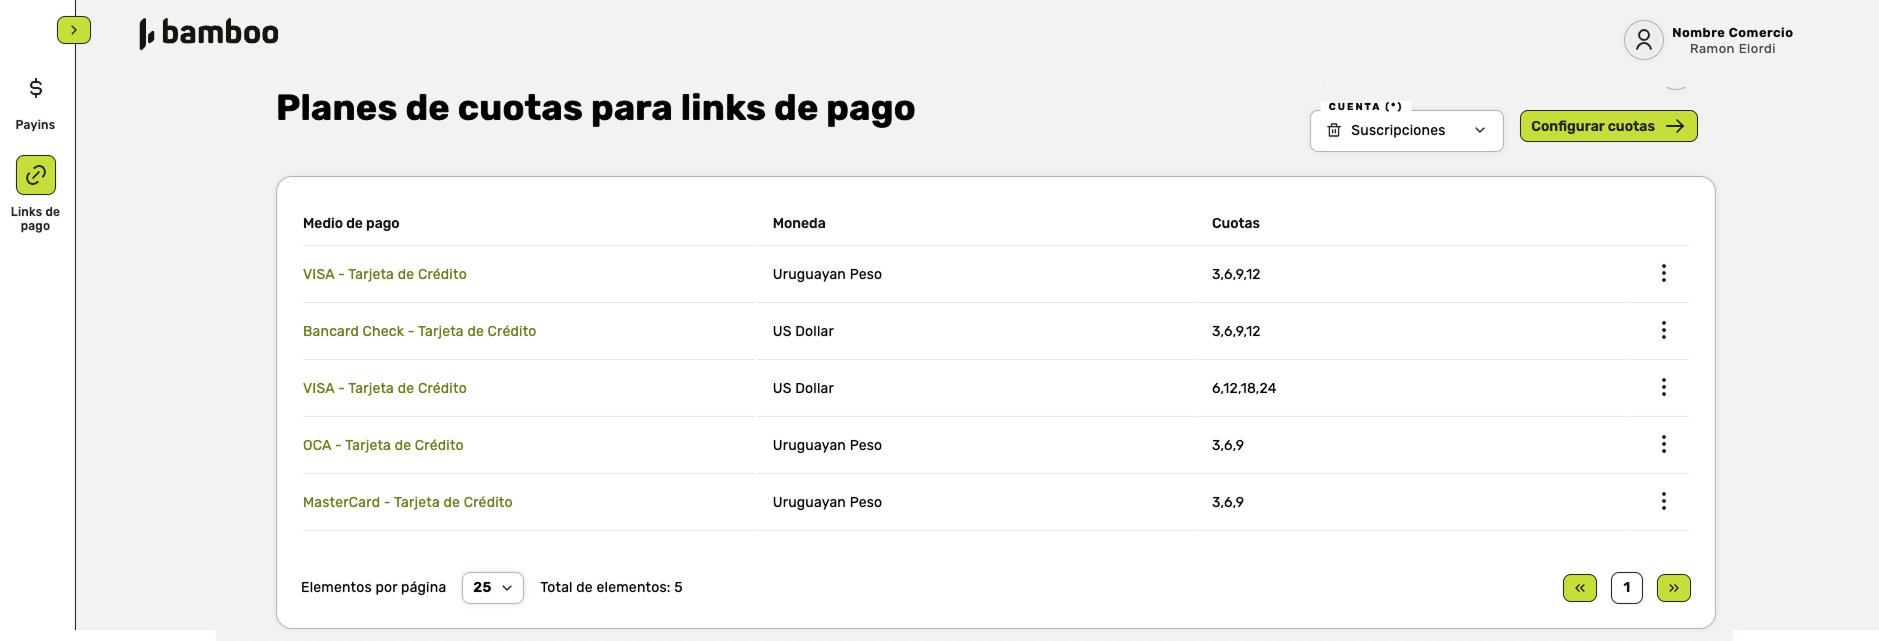 bamboo
Nombre Comercio
Ramon Elordi
Payins
Links de
pago
Planes de cuotas para links de pago
CUENTA (*)
Suscripciones
Configurar cuotas
Medio de pago Moneda Cuotas
VISA - Tarjeta de Crédito Uruguayan Peso 3,6,9,12
Bancard Check - Tarjeta de Crédito US Dollar 3,6,9,12
VISA - Tarjeta de Crédito US Dollar 6,12,18,24
OCA - Tarjeta de Crédito Uruguayan Peso 3,6,9
MasterCard - Tarjeta de Crédito Uruguayan Peso 3,6,9
Elementos por página 25 Total de elementos: 5 « 1 »